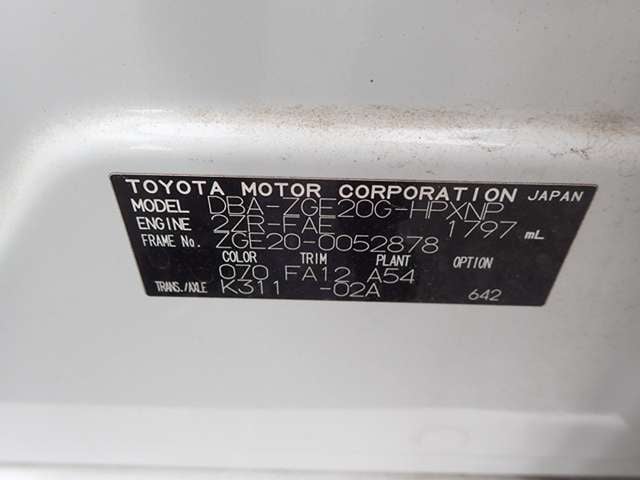 TOYOTA MOTOR CORPORATION JAPAN
MODEL DBA-ZGE20G-HPXNP
ENGINE 2ZR-FAE 1797 mL
FRAME No. ZGE20-0052878
COLOR TRIM PLANT OPTION
070 FA12 A54
TRANS./AXLE K311 -02A 642